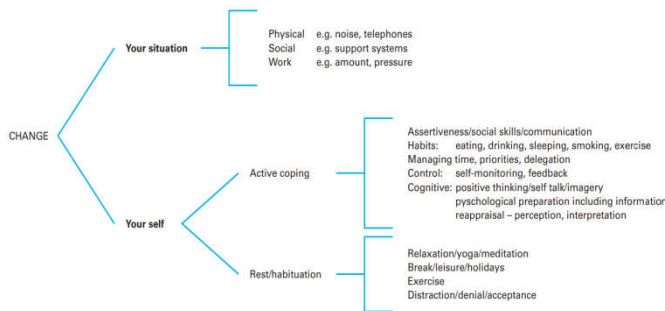 Physical e.g. noise, telephones
Your situation
Social e.g. support systems
Work e.g. amount, pressure
CHANGE
Assertiveness/social skills/communication
Habits: eating, drinking, sleeping, smoking, exercise
Managing time, priorities, delegation
Active coping
Control: self-monitoring, feedback
Cognitive: positive thinking/self talk/imagery
pyschological preparation including information
reappraisal – perception, interpretation
Your self
Relaxation/yoga/meditation
Break/leisure/holidays
Rest/habituation
Exercise
Distraction/denial/acceptance